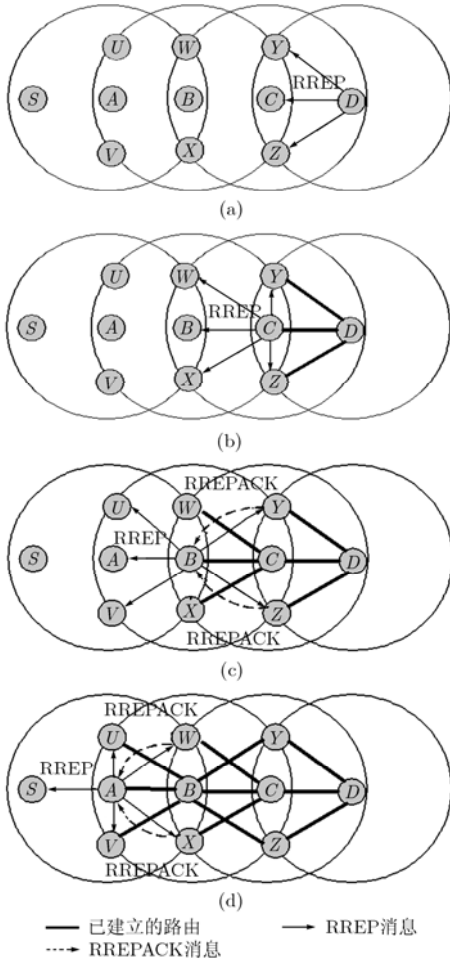 U W Y
RREP
S A B C D
V X Z
(a)
U W Y
RREP
S A B C D
V X Z
(b)
RREPACK
U W Y
RREP
S A B C D
V X Z
RREPACK
(c)
RREPACK
U W Y
RREP
S A B C D
V X Z
RREPACK
(d)
已建立的路由 RREP消息
RREPACK消息